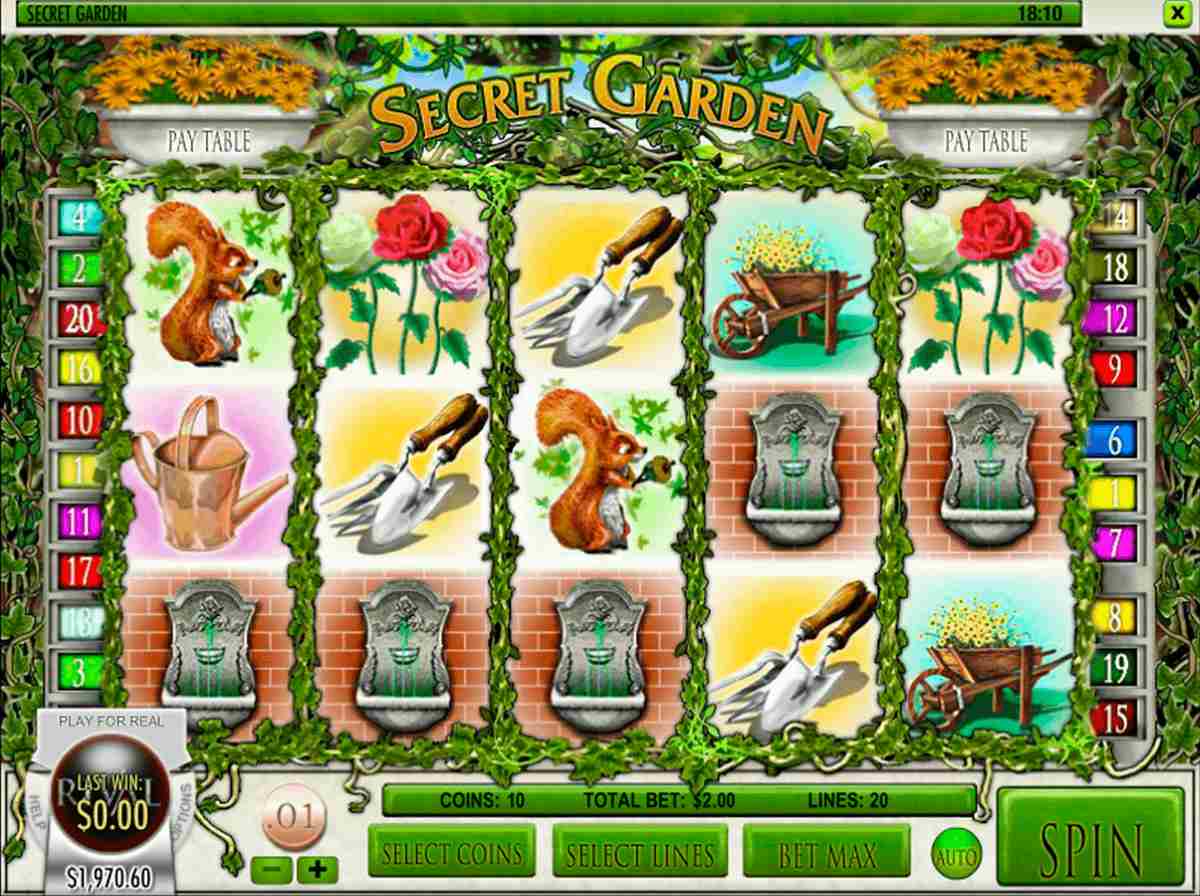 SECRET GARDEN
18:10
X
SECRET GARDEN
PAY TABLE
PAY TABLE
4
14
2
18
20
12
16
9
10
6
1
1
11
7
17
8
13
19
3
15
PLAY FOR REAL
LAST WIN:
$0.00
HELP
OPTIONS
$1,970.60
.01
- +
COINS: 10 TOTAL BET: $2.00 LINES: 20
SELECT COINS
SELECT LINES
BET MAX
AUTO
SPIN